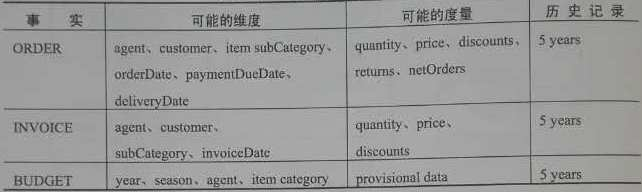 事 实 可能的维度 可能的度量 历史记录
ORDER agent、customer、item subCategory、 quantity、price、discounts、 5 years
orderDate、paymentDueDate、 returns、netOrders
deliveryDate
INVOICE agent、customer、 quantity、price、 5 years
subCategory、invoiceDate discounts
BUDGET year、season、agent、item category provisional data 5 years